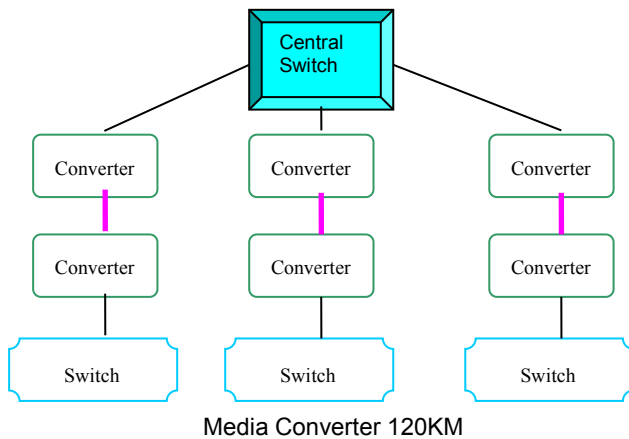 Central
Switch
Converter
Converter
Converter
Converter
Converter
Converter
Switch
Switch
Switch
Media Converter 120KM